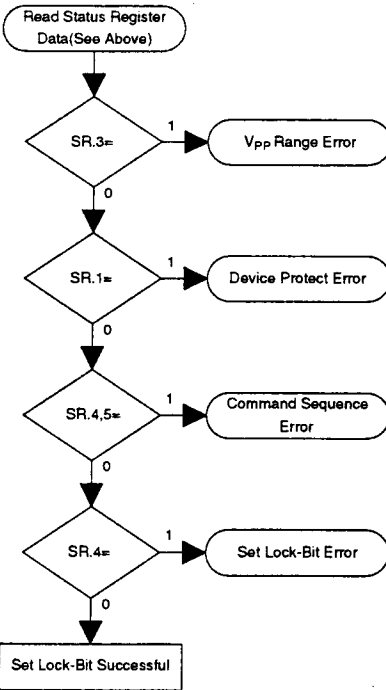 Read Status Register
Data(See Above)
SR.3=
1
V_PP Range Error
0
SR.1=
1
Device Protect Error
0
SR.4,5=
1
Command Sequence
Error
0
SR.4=
1
Set Lock-Bit Error
0
Set Lock-Bit Successful